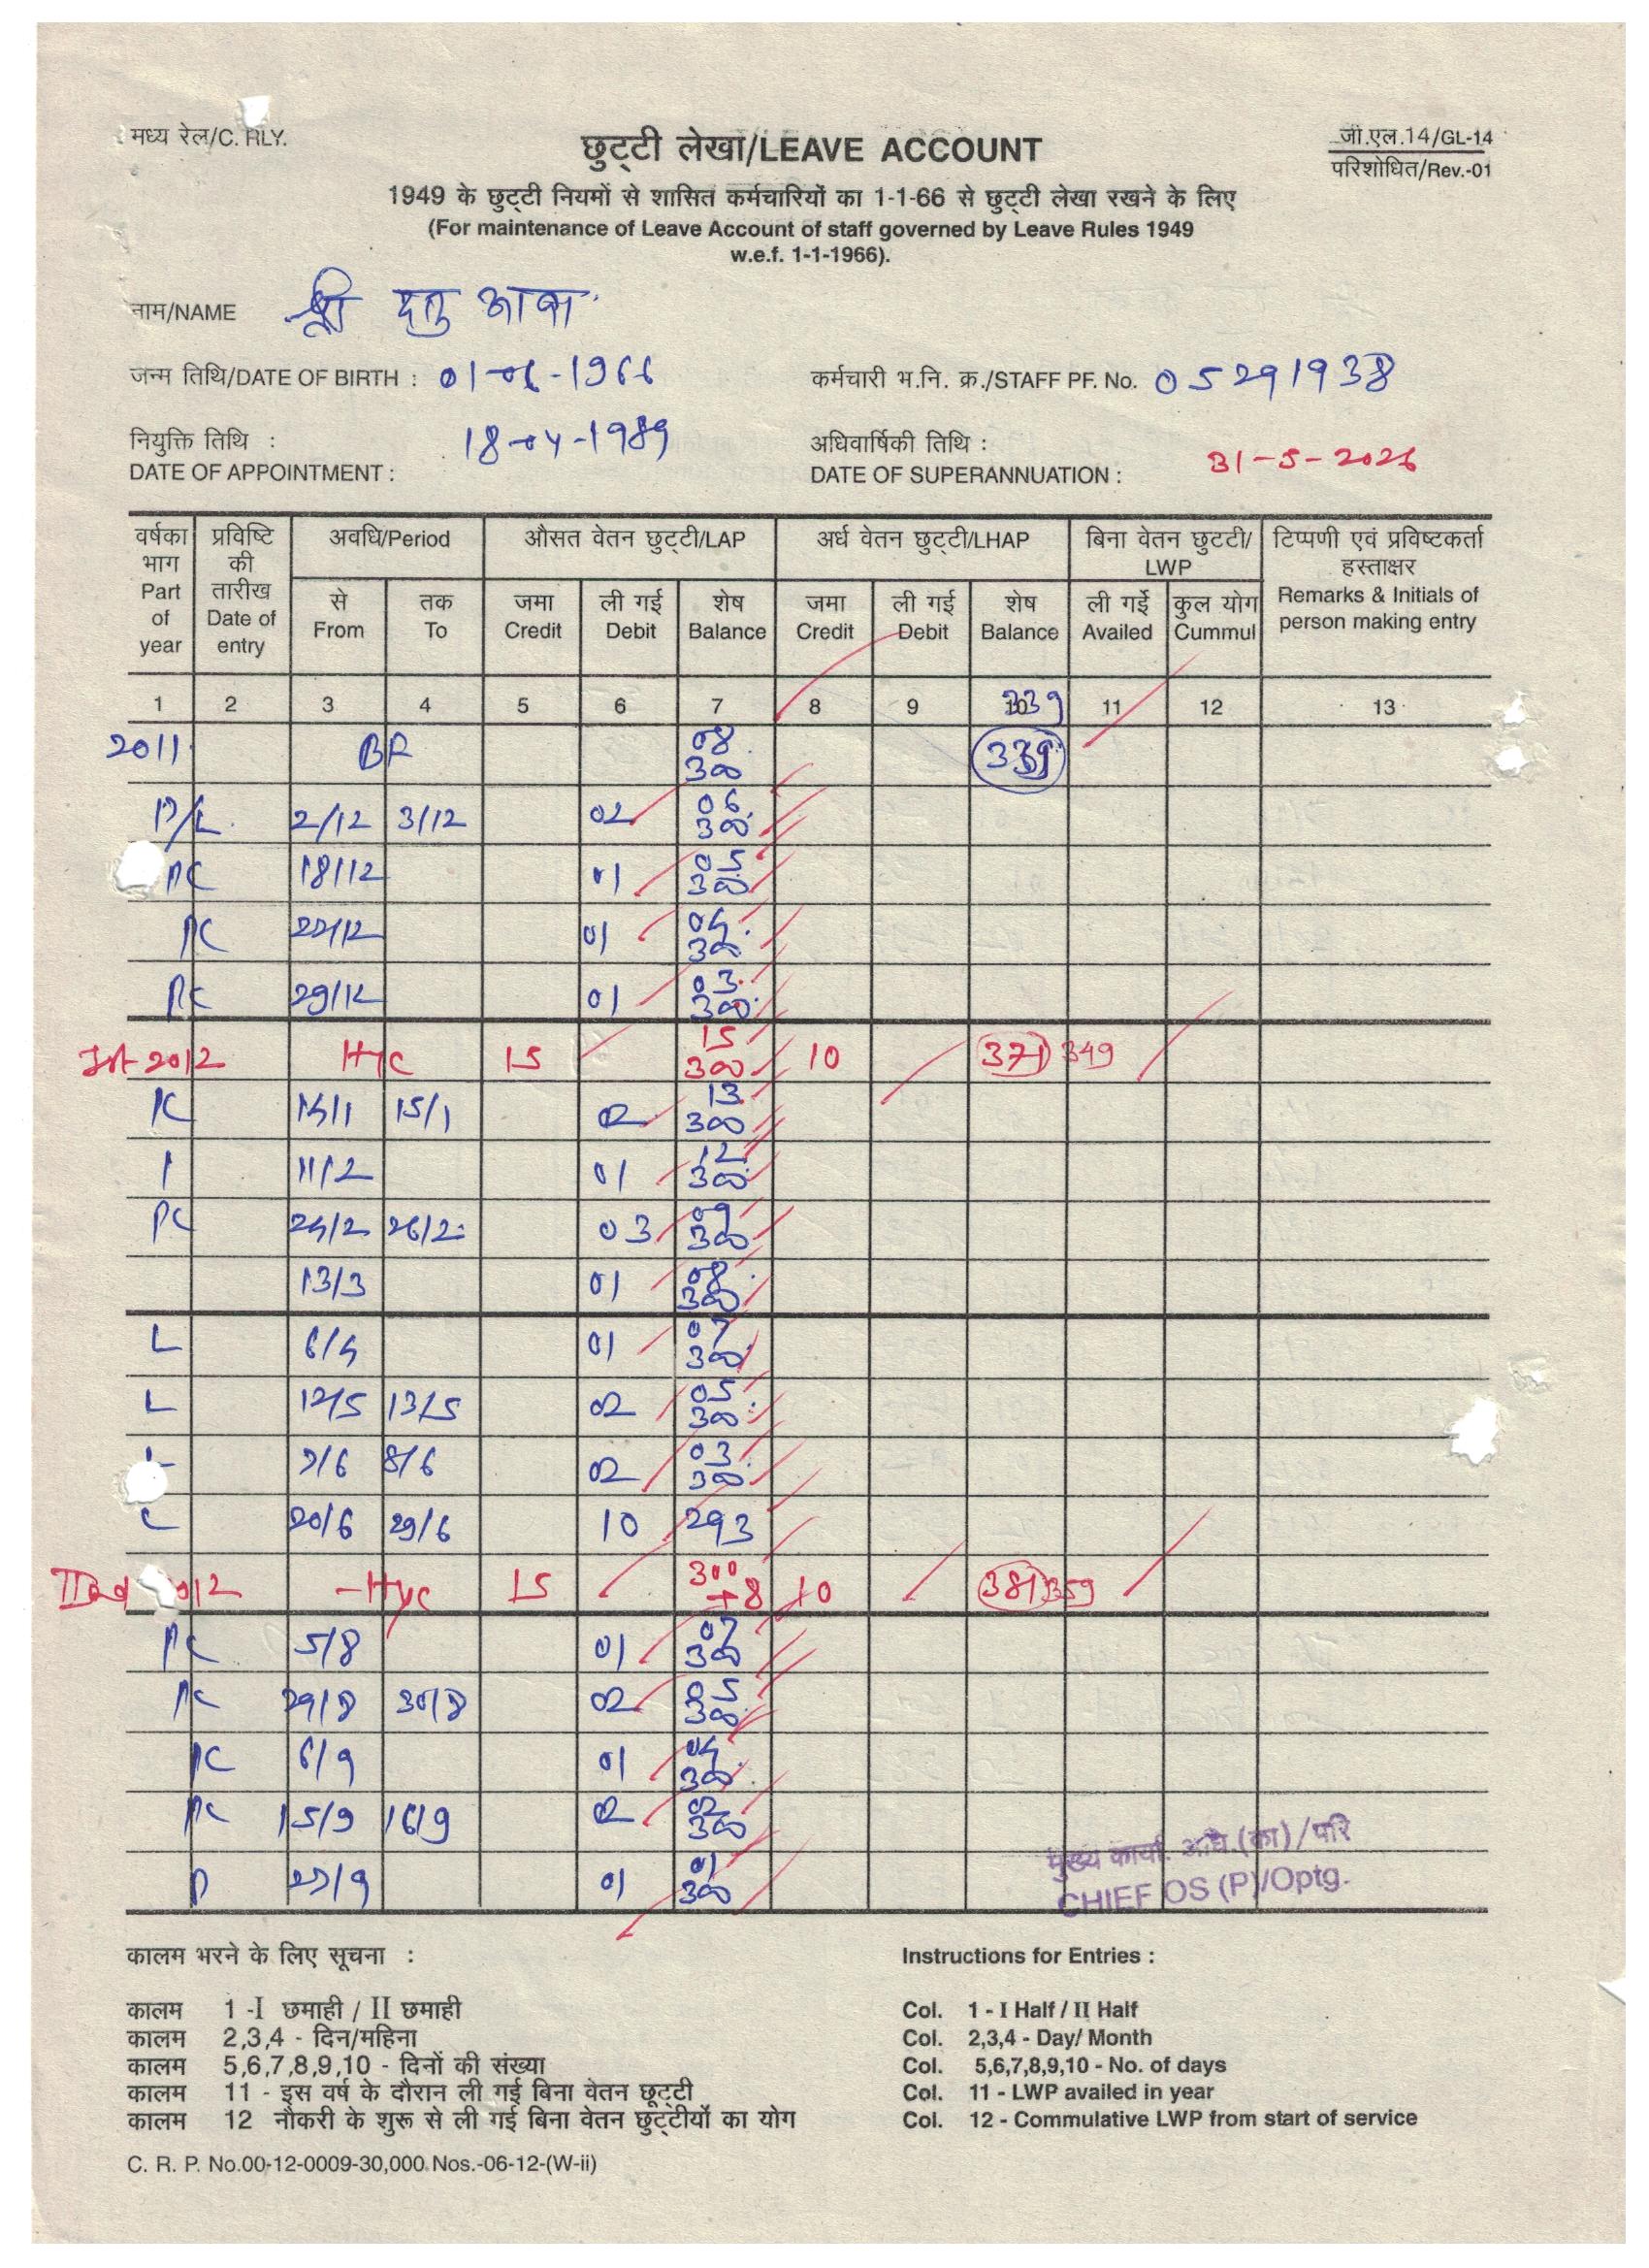 मध्य रेल/C. RLY.
छुट्टी लेखा/LEAVE ACCOUNT
जी.एल.14/GL-14
परिशोधित/Rev.-01
1949 के छुट्टी नियमों से शासित कर्मचारियों का 1-1-66 से छुट्टी लेखा रखने के लिए
(For maintenance of Leave Account of staff governed by Leave Rules 1949
w.e.f. 1-1-1966).
नाम/NAME श्री दत्तु आबा
जन्म तिथि/DATE OF BIRTH : 01-06-1966 कर्मचारी भ.नि. क्र./STAFF PF. No. 05291938
नियुक्ति तिथि : 18-04-1989 अधिवार्षिकी तिथि :
DATE OF APPOINTMENT : DATE OF SUPERANNUATION : 31-5-2026
वर्षका भाग Part of year प्रविष्टि की तारीख Date of entry अवधि/Period औसत वेतन छुट्टी/LAP अर्ध वेतन छुट्टी/LHAP बिना वेतन छुटटी/ LWP टिप्पणी एवं प्रविष्टकर्ता हस्ताक्षर Remarks & Initials of person making entry
से From तक To जमा Credit ली गई Debit शेष Balance जमा Credit ली गई Debit शेष Balance ली गईे Availed कुल योग Cummul
1 2 3 4 5 6 7 8 9 10 339 11 12 13
2011 BF 08 300 339
P/L. 2/12 3/12 02 06 300
PC 18/12 01 05 300
PC 22/12 01 04 300
PC 29/12 01 03 300
Ist 2012 Hyc 15 15 300 10 371 349
PC 14/1 15/1 02 13 300
P 11/2 01 12 300
PC 24/2 26/2 03 09 300
13/3 01 08 300
L 6/4 01 07 300
L 12/5 13/5 02 05 300
L 7/6 8/6 02 03 300
L 20/6 29/6 10 293
IInd 2012 -Hyc 15 300 +8 10 381 359
PC 5/8 01 07 300
PC 29/8 30/8 02 05 300
PC 6/9 01 04 300
PC 15/9 16/9 02 02 300
P 27/9 01 01 300
मुख्य कार्या. अधि.(का)/परि
CHIEF OS (P)/Optg.
कालम भरने के लिए सूचना : Instructions for Entries :
कालम 1 -I छमाही / II छमाही Col. 1 - I Half / II Half
कालम 2,3,4 - दिन/महिना Col. 2,3,4 - Day/ Month
कालम 5,6,7,8,9,10 - दिनों की संख्या Col. 5,6,7,8,9,10 - No. of days
कालम 11 - इस वर्ष के दौरान ली गई बिना वेतन छूट्टी Col. 11 - LWP availed in year
कालम 12 नौकरी के शुरू से ली गई बिना वेतन छुट्टीयों का योग Col. 12 - Commulative LWP from start of service
C. R. P. No.00-12-0009-30,000 Nos.-06-12-(W-ii)